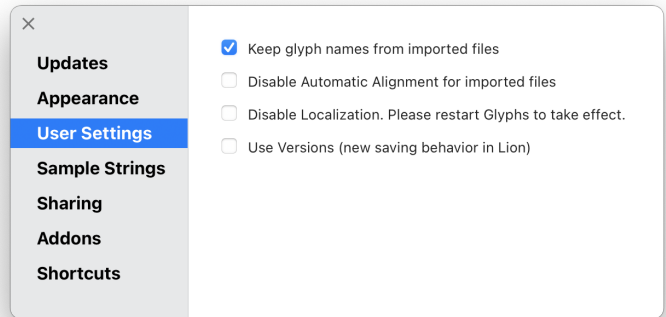 Updates
Appearance
User Settings
Sample Strings
Sharing
Addons
Shortcuts
Keep glyph names from imported files
Disable Automatic Alignment for imported files
Disable Localization. Please restart Glyphs to take effect.
Use Versions (new saving behavior in Lion)